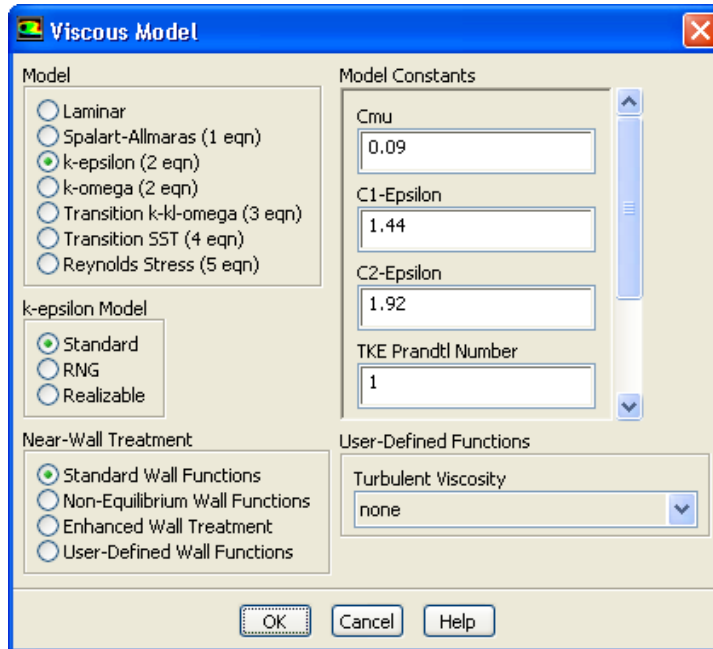 Viscous Model
Model
Laminar
Spalart-Allmaras (1 eqn)
k-epsilon (2 eqn)
k-omega (2 eqn)
Transition k-kl-omega (3 eqn)
Transition SST (4 eqn)
Reynolds Stress (5 eqn)
k-epsilon Model
Standard
RNG
Realizable
Near-Wall Treatment
Standard Wall Functions
Non-Equilibrium Wall Functions
Enhanced Wall Treatment
User-Defined Wall Functions
Model Constants
Cmu
0.09
C1-Epsilon
1.44
C2-Epsilon
1.92
TKE Prandtl Number
1
User-Defined Functions
Turbulent Viscosity
none
OK Cancel Help